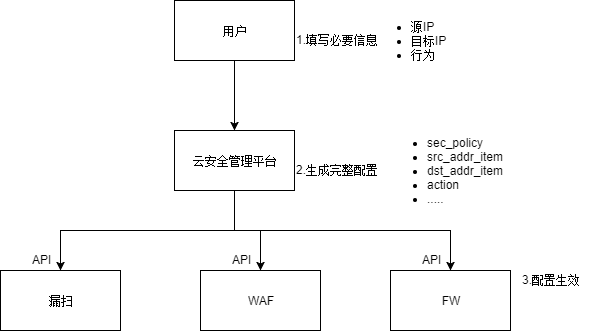 用户
1.填写必要信息
源IP
目标IP
行为
云安全管理平台
2.生成完整配置
sec_policy
src_addr_item
dst_addr_item
action
.....
API
API
API
漏扫
WAF
FW
3.配置生效